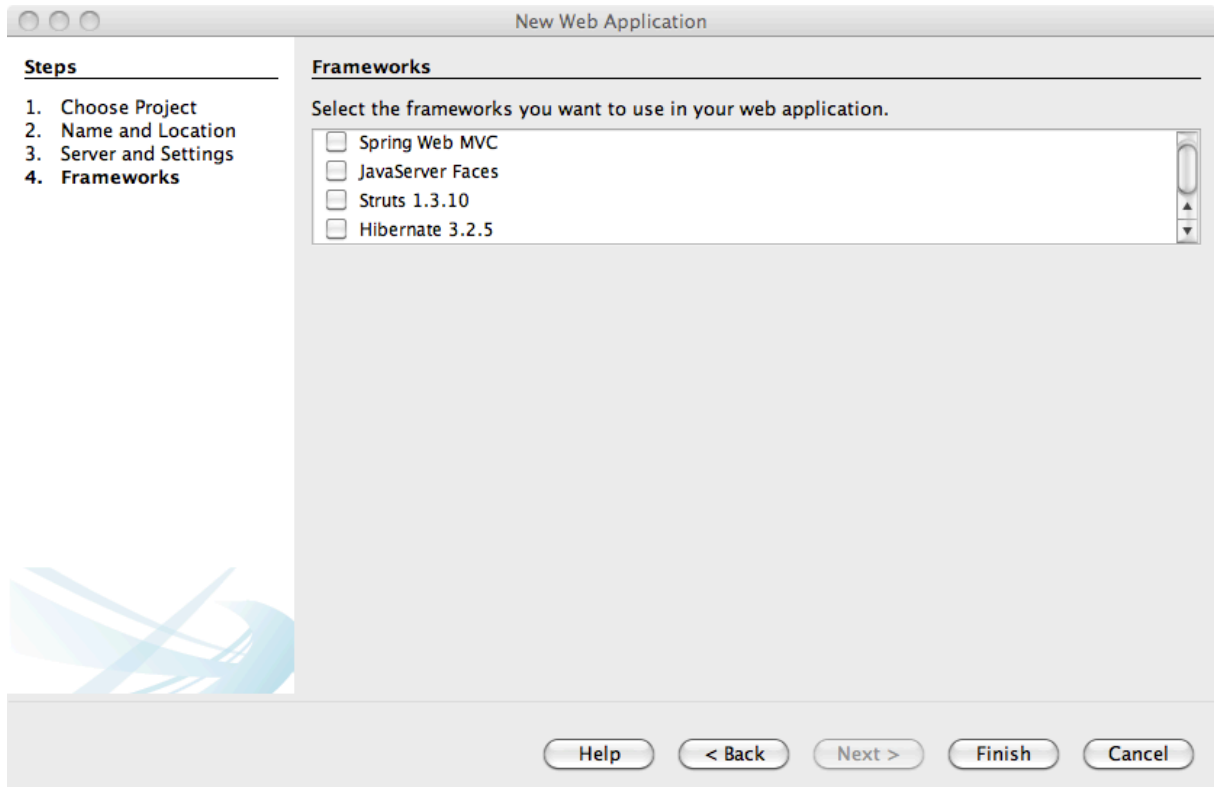 New Web Application
Steps
1. Choose Project
2. Name and Location
3. Server and Settings
4. Frameworks
Frameworks
Select the frameworks you want to use in your web application.
Spring Web MVC
JavaServer Faces
Struts 1.3.10
Hibernate 3.2.5
Help
< Back
Next >
Finish
Cancel